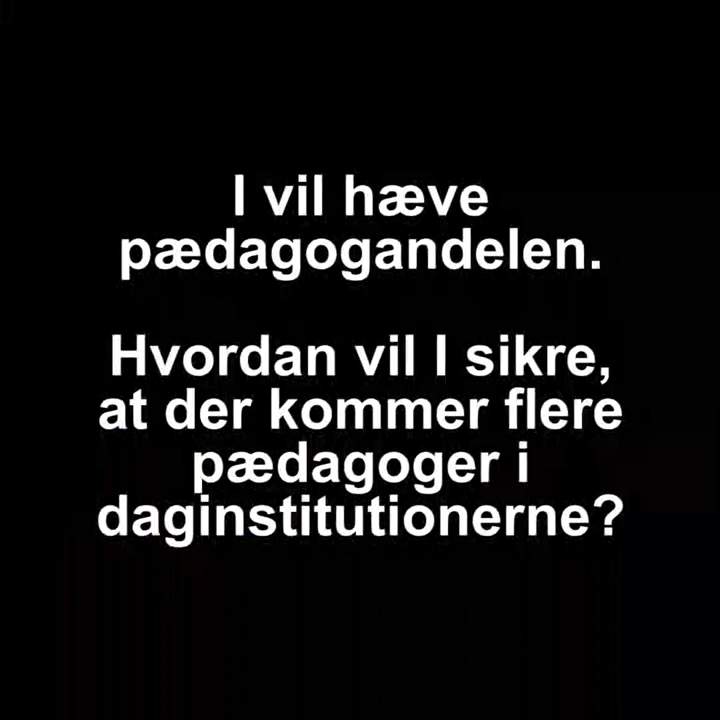 I vil hæve
pædagogandelen.
Hvordan vil I sikre,
at der kommer flere
pædagoger i
daginstitutionerne?